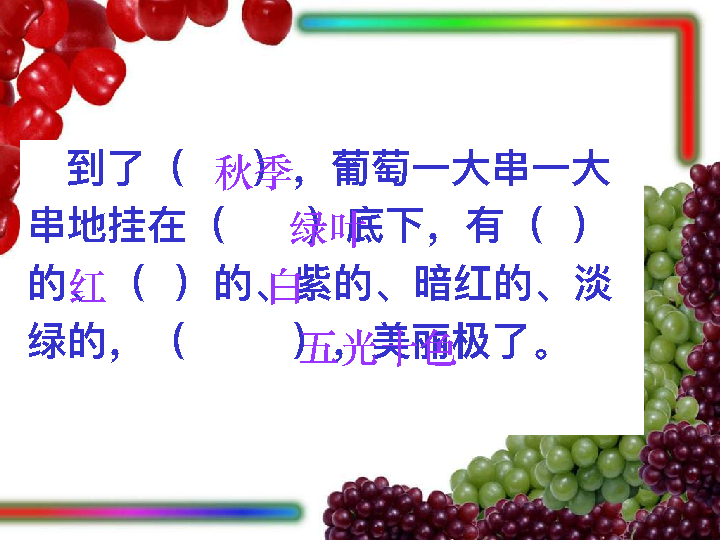 到了（秋季），葡萄一大串一大
串地挂在（绿叶）底下，有（ ）
的、红（ ）的、白紫的、暗红的、淡
绿的，（五光十色），美丽极了。